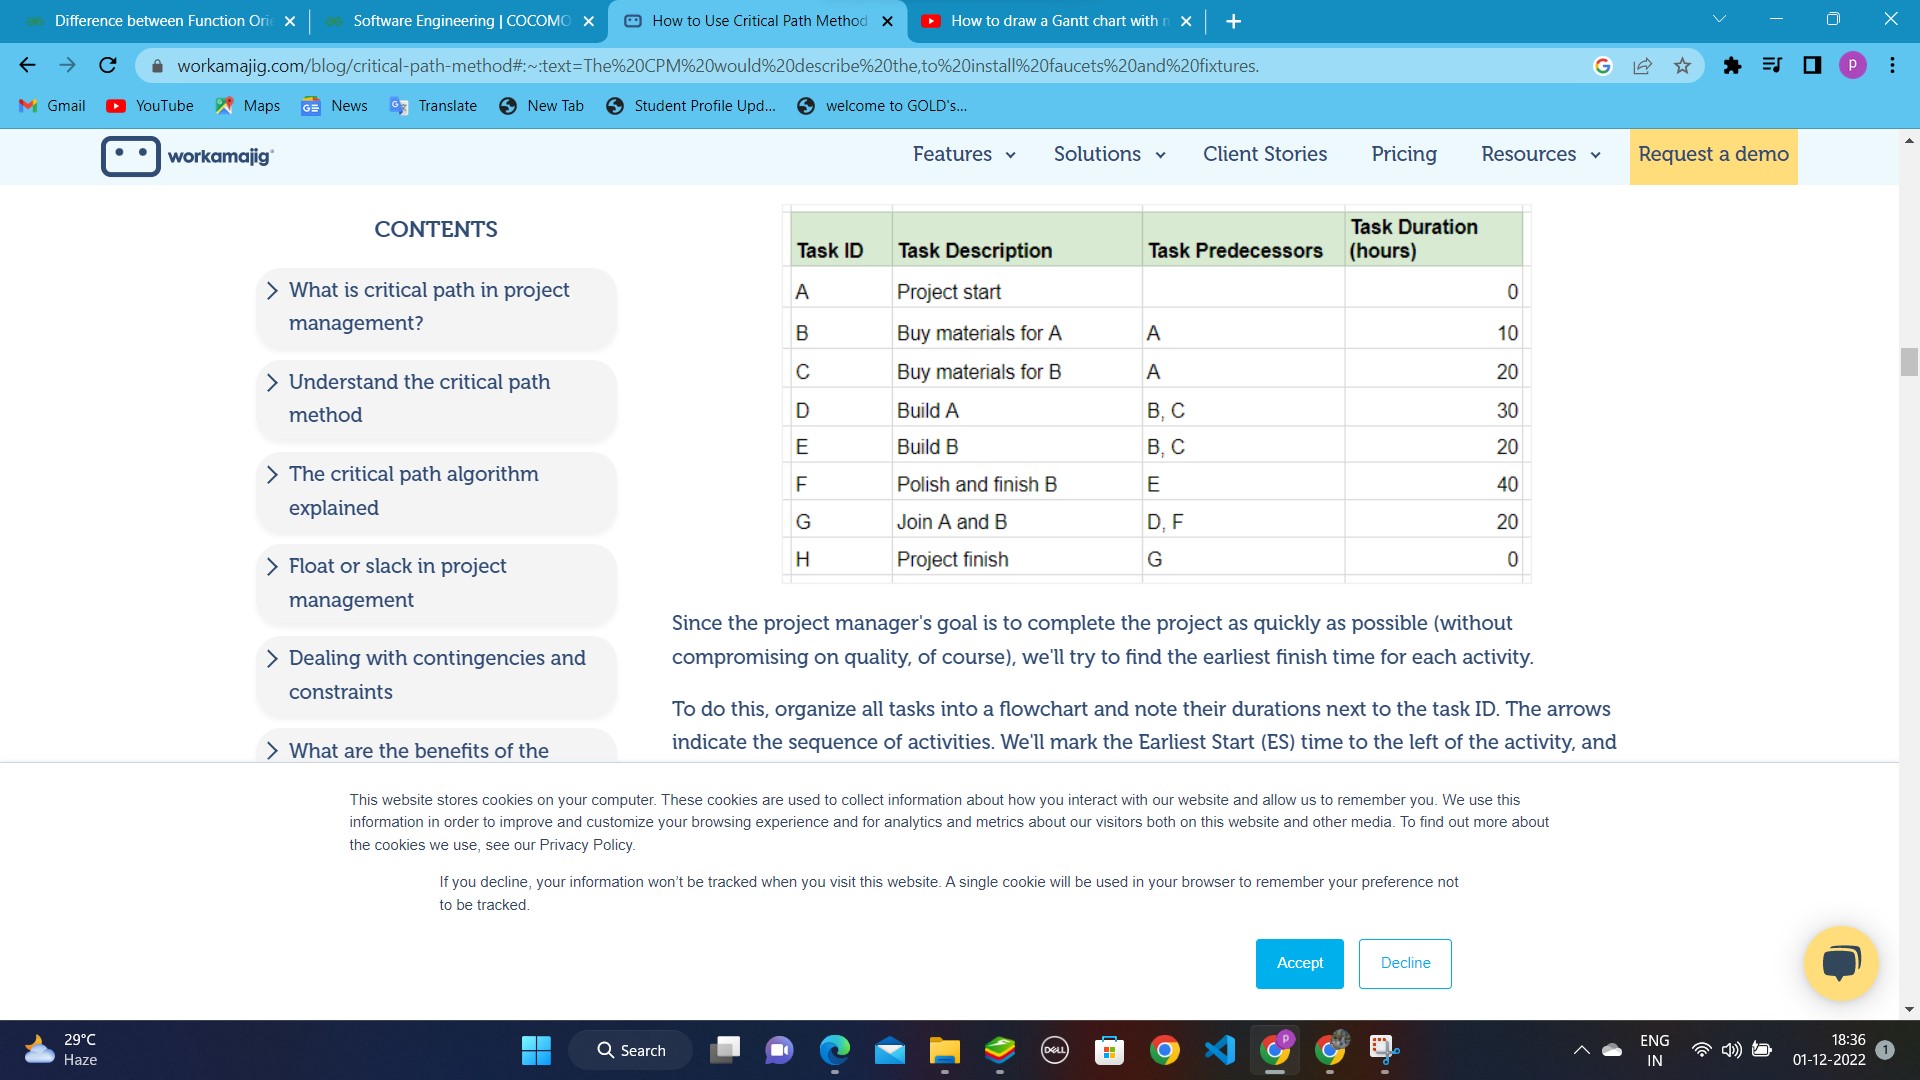 Difference between Function Orie
Software Engineering | COCOMO
How to Use Critical Path Method
How to draw a Gantt chart with n
workamajig.com/blog/critical-path-method#:~:text=The%20CPM%20would%20describe%20the,to%20install%20faucets%20and%20fixtures.
P
Gmail YouTube Maps News Translate New Tab Student Profile Upd... welcome to GOLD's...
workamajig
Features Solutions Client Stories Pricing Resources Request a demo
CONTENTS
What is critical path in project
management?
Understand the critical path
method
The critical path algorithm
explained
Float or slack in project
management
Dealing with contingencies and
constraints
What are the benefits of the
Task Duration
Task ID Task Description Task Predecessors (hours)
A Project start 0
B Buy materials for A A 10
C Buy materials for B A 20
D Build A B, C 30
E Build B B, C 20
F Polish and finish B E 40
G Join A and B D, F 20
H Project finish G 0
Since the project manager's goal is to complete the project as quickly as possible (without
compromising on quality, of course), we'll try to find the earliest finish time for each activity.
To do this, organize all tasks into a flowchart and note their durations next to the task ID. The arrows
indicate the sequence of activities. We'll mark the Earliest Start (ES) time to the left of the activity, and
This website stores cookies on your computer. These cookies are used to collect information about how you interact with our website and allow us to remember you. We use this
information in order to improve and customize your browsing experience and for analytics and metrics about our visitors both on this website and other media. To find out more about
the cookies we use, see our Privacy Policy.
If you decline, your information won't be tracked when you visit this website. A single cookie will be used in your browser to remember your preference not
to be tracked.
Accept Decline
29°C
Haze
Search
DELL
P
ENG
IN
18:36
01-12-2022
1